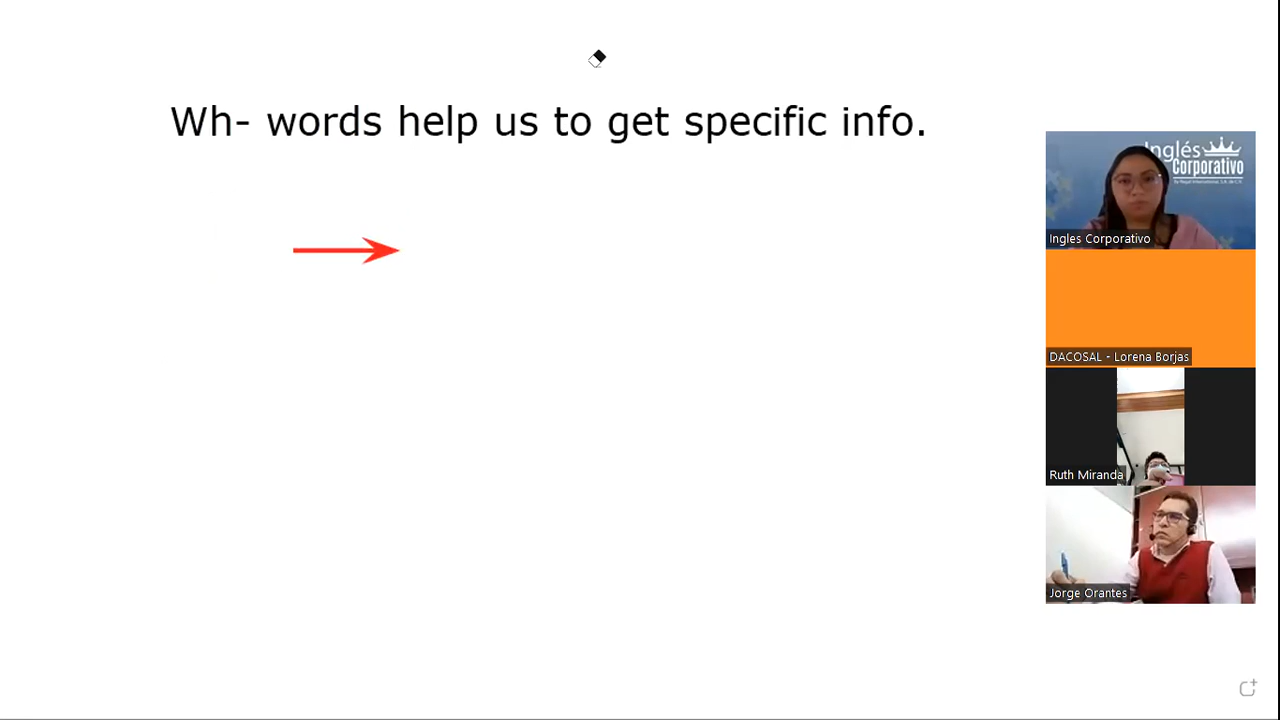 Wh- words help us to get specific info.
Inglés
Corporativo
Ingles Corporativo
DACOSAL - Lorena Borjas
Ruth Miranda
Jorge Orantes